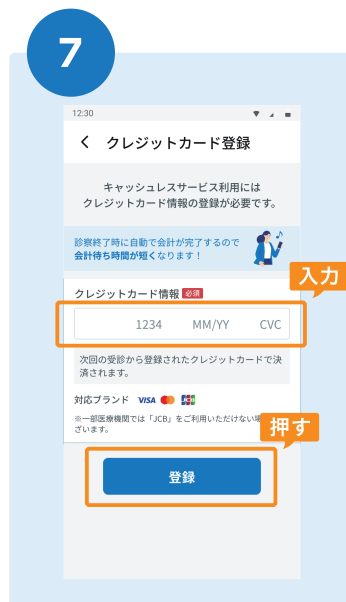 7
12:30
クレジットカード登録
キャッシュレスサービス利用には
クレジットカード情報の登録が必要です。
診察終了時に自動で会計が完了するので
会計待ち時間が短くなります！
入力
クレジットカード情報 必須
1234 MM/YY CVC
次回の受診から登録されたクレジットカードで決
済されます。
対応ブランド VISA JCB
※一部医療機関では「JCB」をご利用いただけない
ざいます。
押す
登録